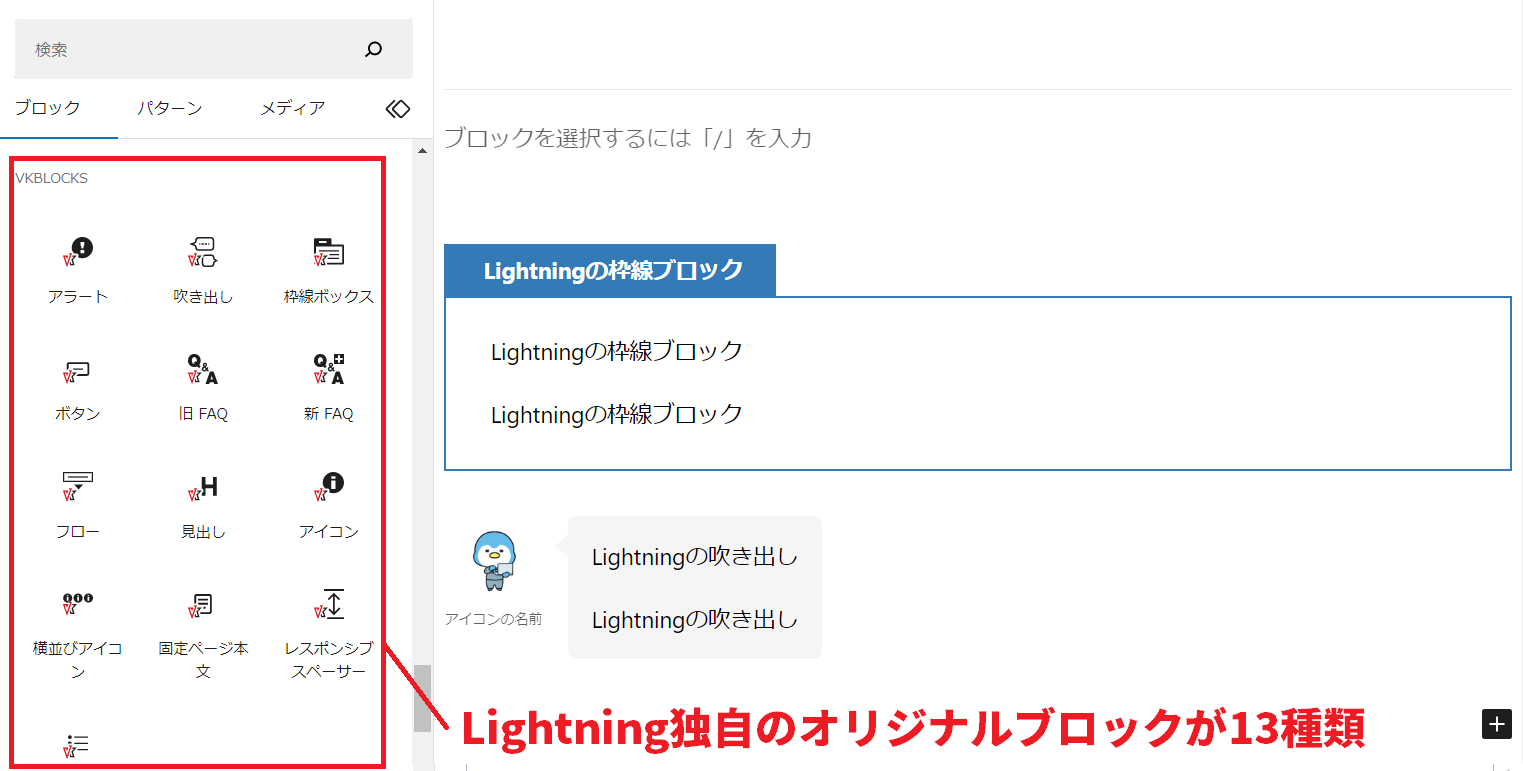 検索
ブロック パターン メディア
VKBLOCKS
アラート 吹き出し 枠線ボックス
ボタン 旧 FAQ 新 FAQ
フロー 見出し アイコン
横並びアイコ
ン
固定ページ本
文
レスポンシブ
スペーサー
ブロックを選択するには「/」を入力
Lightningの枠線ブロック
Lightningの枠線ブロック
Lightningの枠線ブロック
アイコンの名前
Lightningの吹き出し
Lightningの吹き出し
Lightning独自のオリジナルブロックが13種類